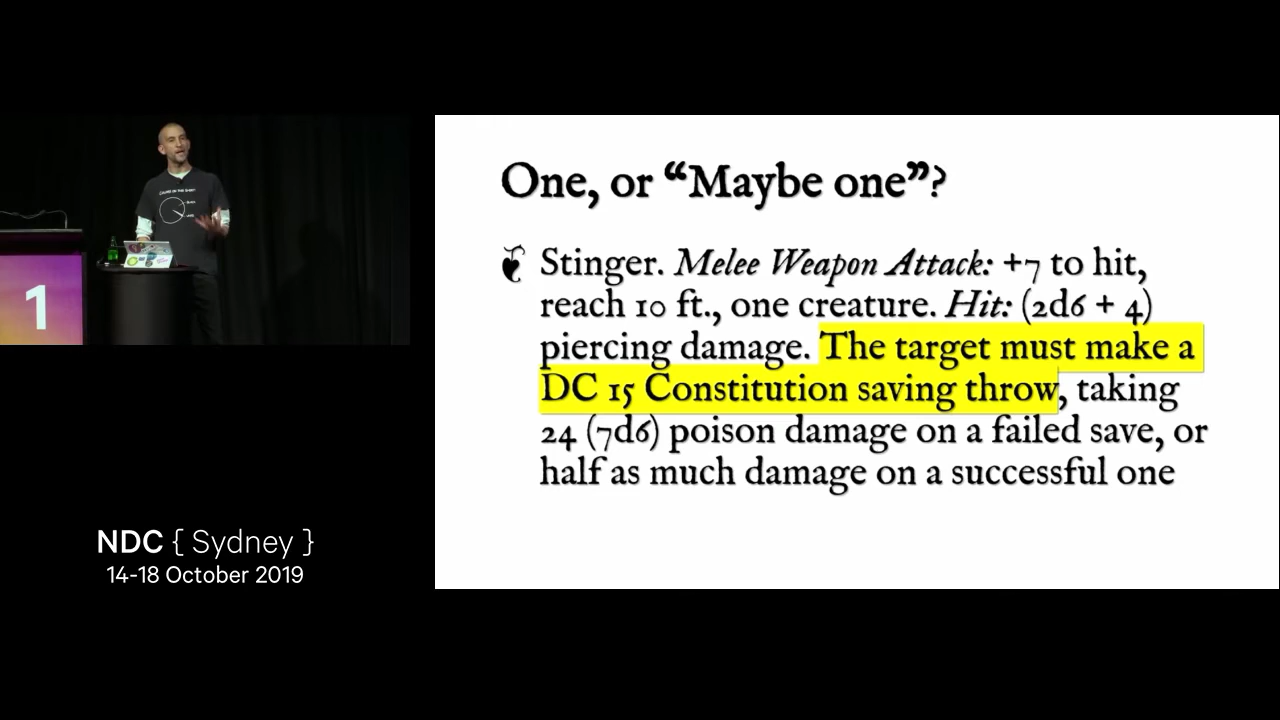 One, or “Maybe one”?
Stinger. Melee Weapon Attack: +7 to hit,
reach 10 ft., one creature. Hit: (2d6 + 4)
piercing damage. The target must make a
DC 15 Constitution saving throw, taking
24 (7d6) poison damage on a failed save, or
half as much damage on a successful one
1
NDC { Sydney }
14-18 October 2019